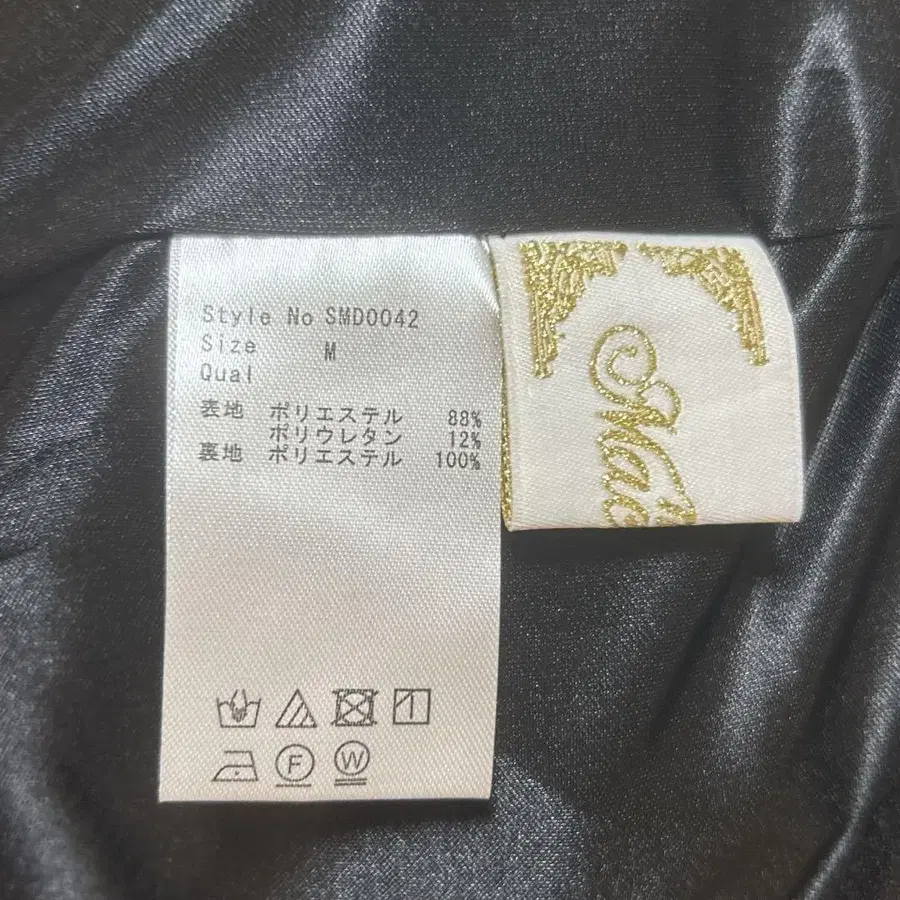 Style No SMD0042
Size M
Qual
表地 ポリエステル 88%
ポリウレタン 12%
裏地 ポリエステル 100%
F
W